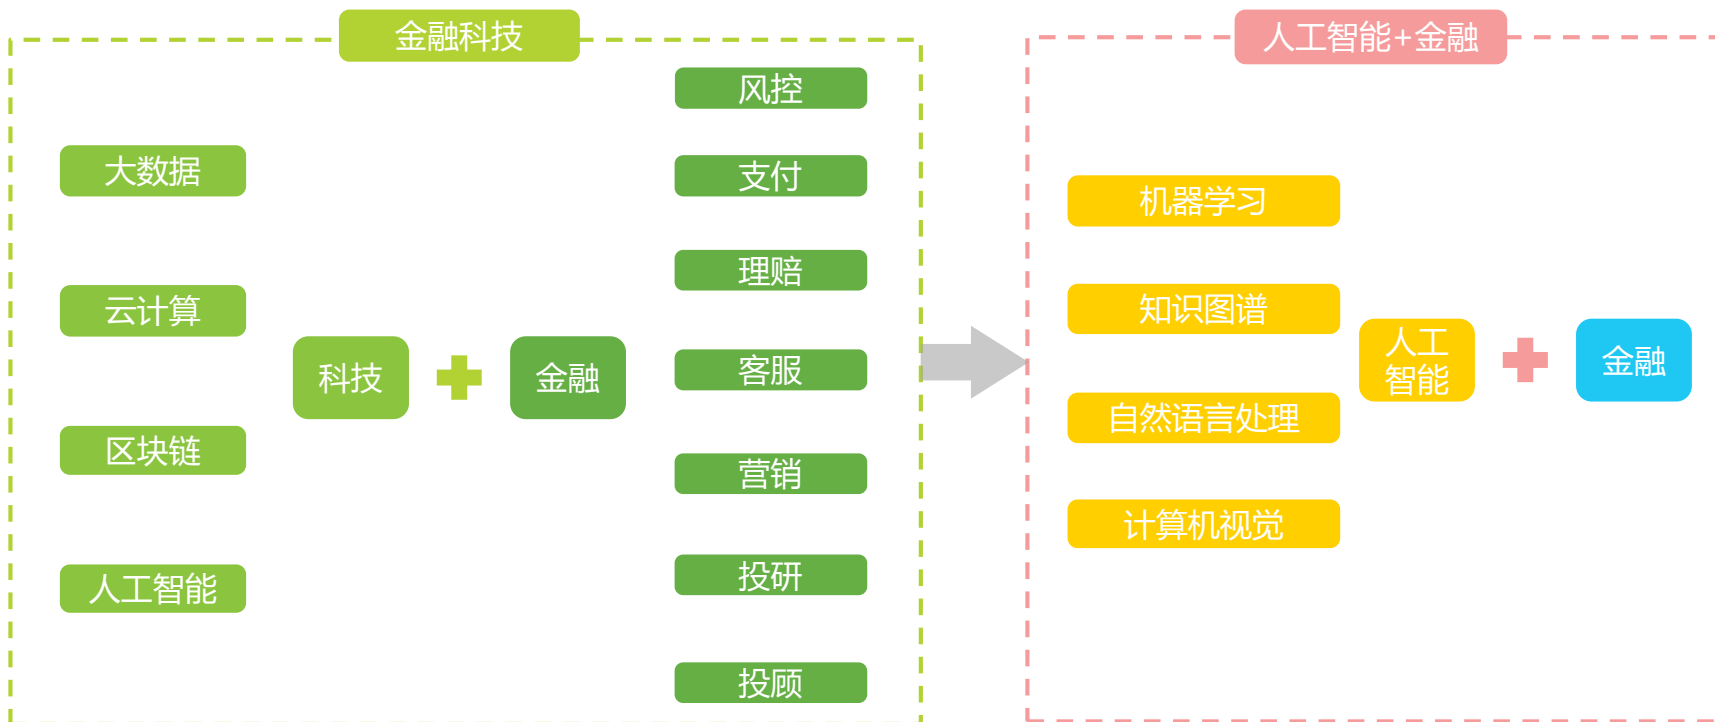 金融科技
大数据
云计算
区块链
人工智能
科技
金融
风控
支付
理赔
客服
营销
投研
投顾
人工智能+金融
机器学习
知识图谱
自然语言处理
计算机视觉
人工
智能
金融